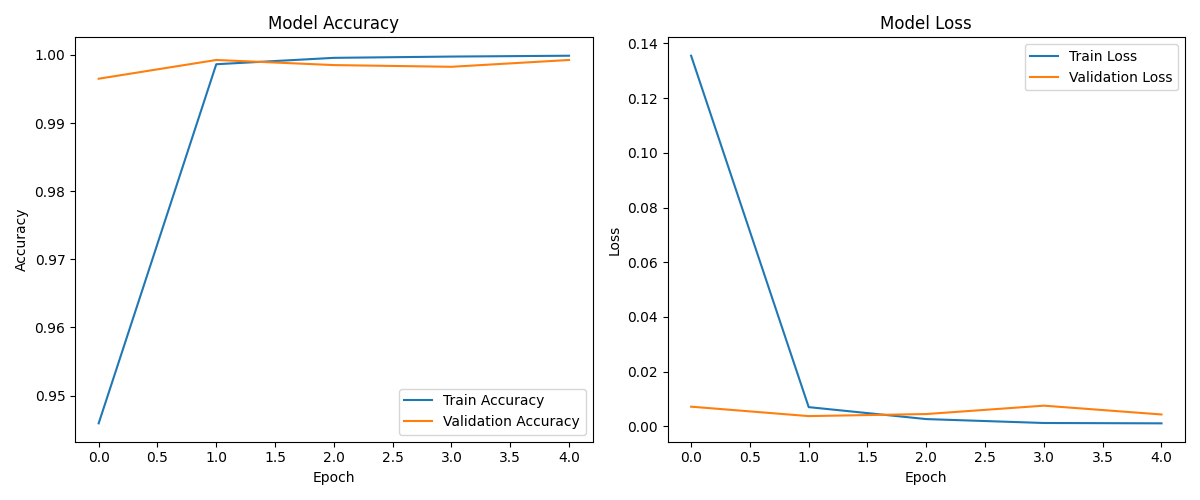 Model Accuracy
1.00
0.99
0.98
0.97
0.96
0.95
Accuracy
0.0 0.5 1.0 1.5 2.0 2.5 3.0 3.5 4.0
Epoch
Train Accuracy
Validation Accuracy
Model Loss
0.14
0.12
0.10
0.08
0.06
0.04
0.02
0.00
Loss
0.0 0.5 1.0 1.5 2.0 2.5 3.0 3.5 4.0
Epoch
Train Loss
Validation Loss